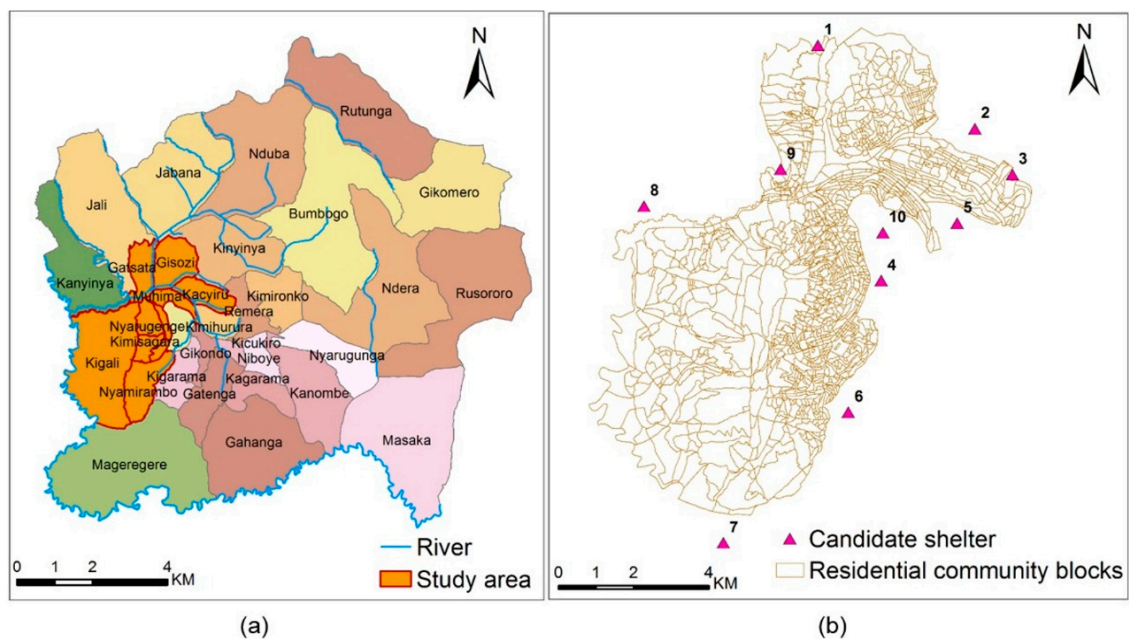 N
Rutunga
Nduba
Jabana
Gikomero
Jali
Bumbogo
Kinyinya
Gatsata
Gisozi
Kanyinya
Ndera
Rusororo
Muhima
Kacyiru
Kimironko
Remera
Nyarugenge
Kimihurura
Kimisagara
Kicukiro
Nyarugunga
Kigali
Gikondo
Niboye
Kigarama
Kagarama
Nyamirambo
Gatenga
Kanombe
Gahanga
Masaka
Mageregere
River
Study area
0 1 2 4
KM
(a)
N
1
2
9
3
8
10
5
4
6
7
Candidate shelter
Residential community blocks
0 1 2 4
KM
(b)